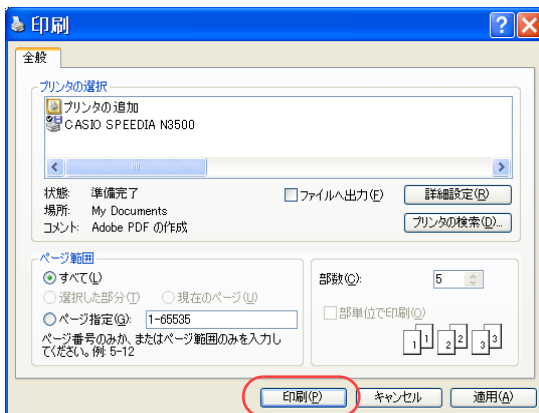 印刷
全般
プリンタの選択
プリンタの追加
CASIO SPEEDIA N3500
状態: 準備完了
場所: My Documents
コメント: Adobe PDF の作成
ファイルへ出力(F)
詳細設定(R)
プリンタの検索(D)...
ページ範囲
すべて(L)
選択した部分(T)
現在のページ(U)
ページ指定(G): 1-65535
ページ番号のみか、またはページ範囲のみを入力し
てください。例: 5-12
部数(C): 5
部単位で印刷(O)
1 1 2 2 3 3
印刷(P)
キャンセル
適用(A)